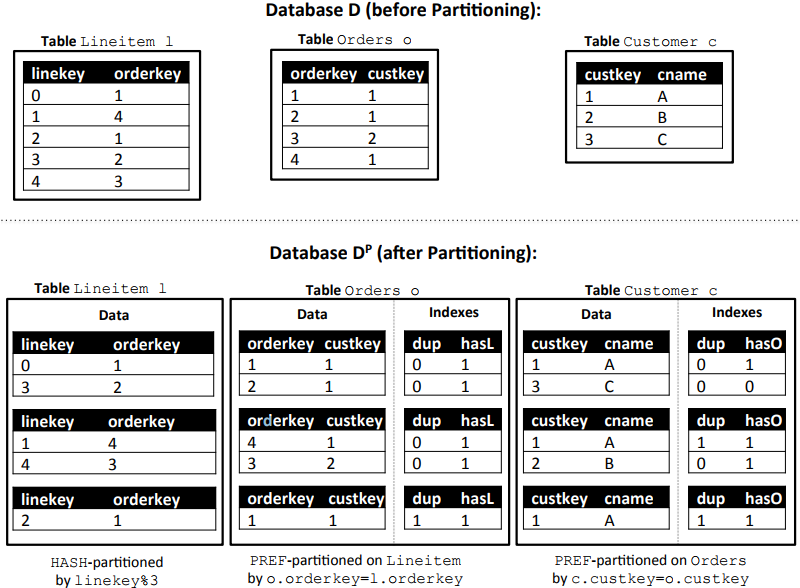 Database D (before Partitioning):
Table Lineitem l
linekey orderkey
0 1
1 4
2 1
3 2
4 3
Table Orders o
orderkey custkey
1 1
2 1
3 2
4 1
Table Customer c
custkey cname
1 A
2 B
3 C
Database Dᴾ (after Partitioning):
Table Lineitem l
Data
linekey orderkey
0 1
3 2
linekey orderkey
1 4
4 3
linekey orderkey
2 1
HASH-partitioned
by linekey%3
Table Orders o
Data Indexes
orderkey custkey dup hasL
1 1 0 1
2 1 0 1
orderkey custkey dup hasL
4 1 0 1
3 2 0 1
orderkey custkey dup hasL
1 1 1 1
PREF-partitioned on Lineitem
by o.orderkey=l.orderkey
Table Customer c
Data Indexes
custkey cname dup hasO
1 A 0 1
3 C 0 0
custkey cname dup hasO
1 A 1 1
2 B 0 1
custkey cname dup hasO
1 A 1 1
PREF-partitioned on Orders
by c.custkey=o.custkey